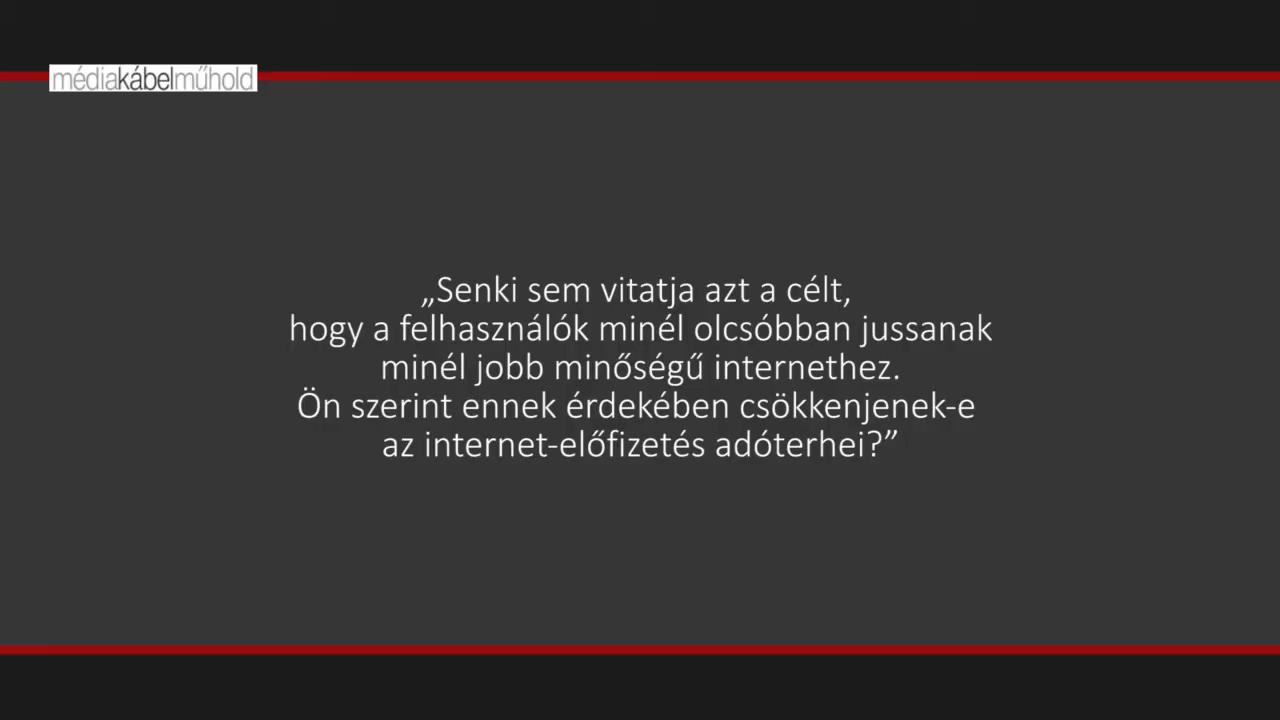 médiakábelműhold
„Senki sem vitatja azt a célt,
hogy a felhasználók minél olcsóbban jussanak
minél jobb minőségű internethez.
Ön szerint ennek érdekében csökkenjenek-e
az internet-előfizetés adóterhei?”